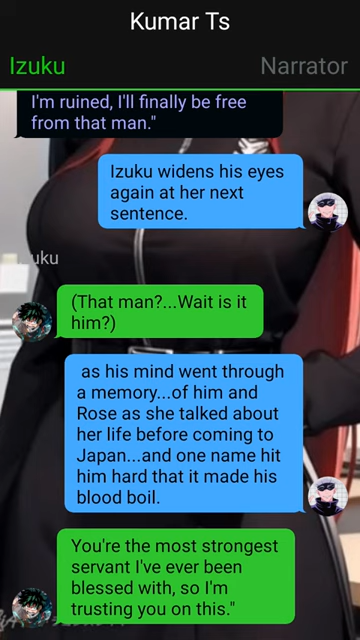 Kumar Ts
Izuku
Narrator
I'm ruined, I'll finally be free
from that man."
Izuku widens his eyes
again at her next
sentence.
uku
(That man?...Wait is it
him?)
as his mind went through
a memory...of him and
Rose as she talked about
her life before coming to
Japan...and one name hit
him hard that it made his
blood boil.
You're the most strongest
servant I've ever been
blessed with, so I'm
trusting you on this."